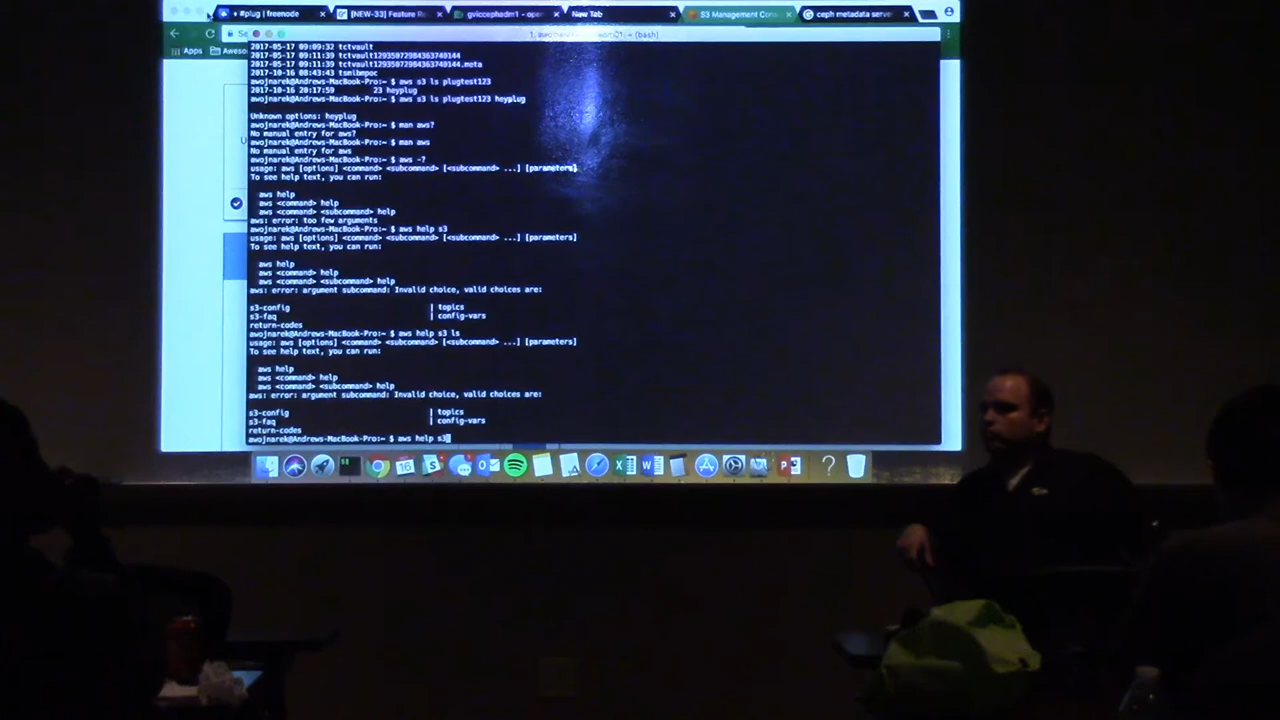 #plug | freenode
[NEW-33] Feature R
gviccephadm1 - open
New Tab
S3 Management Con
ceph metadata serve
Apps
(bash)
2017-05-17 09:09:32 tctvault
2017-05-17 09:11:39 tctvault1293507298436374014​4
2017-05-17 09:11:39 tctvault12935072984363740144.meta
2017-10-16 08:43:43 tsmibmpoc
awojnarek@Andrews-MacBook-Pro:~ $ aws s3 ls plugtest123
2017-10-16 20:17:59 23 heyplug
awojnarek@Andrews-MacBook-Pro:~ $ aws s3 ls plugtest123 heyplug
Unknown options: heyplug
awojnarek@Andrews-MacBook-Pro:~ $ man aws?
No manual entry for aws?
awojnarek@Andrews-MacBook-Pro:~ $ man aws
No manual entry for aws
awojnarek@Andrews-MacBook-Pro:~ $ aws -?
usage: aws [options] <command> <subcommand> [<subcommand> ...] [parameters]
To see help text, you can run:
aws help
aws <command> help
aws <command> <subcommand> help
aws: error: too few arguments
awojnarek@Andrews-MacBook-Pro:~ $ aws help s3
usage: aws [options] <command> <subcommand> [<subcommand> ...] [parameters]
To see help text, you can run:
aws help
aws <command> help
aws <command> <subcommand> help
aws: error: argument subcommand: Invalid choice, valid choices are:
s3-config | topics
s3-faq | config-vars
return-codes
awojnarek@Andrews-MacBook-Pro:~ $ aws help s3 ls
usage: aws [options] <command> <subcommand> [<subcommand> ...] [parameters]
To see help text, you can run:
aws help
aws <command> help
aws <command> <subcommand> help
aws: error: argument subcommand: Invalid choice, valid choices are:
s3-config | topics
s3-faq | config-vars
return-codes
awojnarek@Andrews-MacBook-Pro:~ $ aws help s3
16